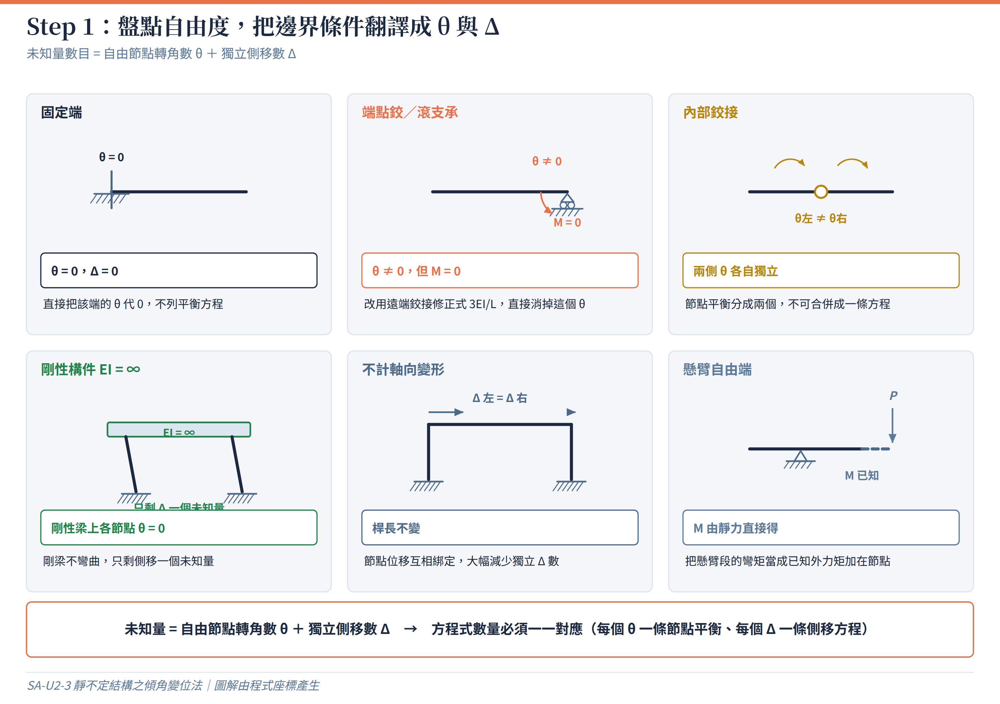 Step 1：盤點自由度，把邊界條件翻譯成 θ 與 Δ
未知量數目 = 自由節點轉角數 θ ＋ 獨立側移數 Δ
固定端
θ = 0
θ = 0，Δ = 0
直接把該端的 θ 代 0，不列平衡方程
端點鉸／滾支承
θ ≠ 0
M = 0
θ ≠ 0，但 M = 0
改用遠端鉸接修正式 3EI/L，直接消掉這個 θ
內部鉸接
θ左 ≠ θ右
兩側 θ 各自獨立
節點平衡分成兩個，不可合併成一條方程
剛性構件 EI = ∞
EI = ∞
只剩 Δ 一個未知量
剛性梁上各節點 θ = 0
剛梁不彎曲，只剩側移一個未知量
不計軸向變形
Δ 左 = Δ 右
桿長不變
節點位移互相綁定，大幅減少獨立 Δ 數
懸臂自由端
P
M 已知
M 由靜力直接得
把懸臂段的彎矩當成已知外力矩加在節點
未知量 = 自由節點轉角數 θ ＋ 獨立側移數 Δ　→　方程式數量必須一一對應（每個 θ 一條節點平衡、每個 Δ 一條側移方程）
SA-U2-3 靜不定結構之傾角變位法｜圖解由程式座標產生